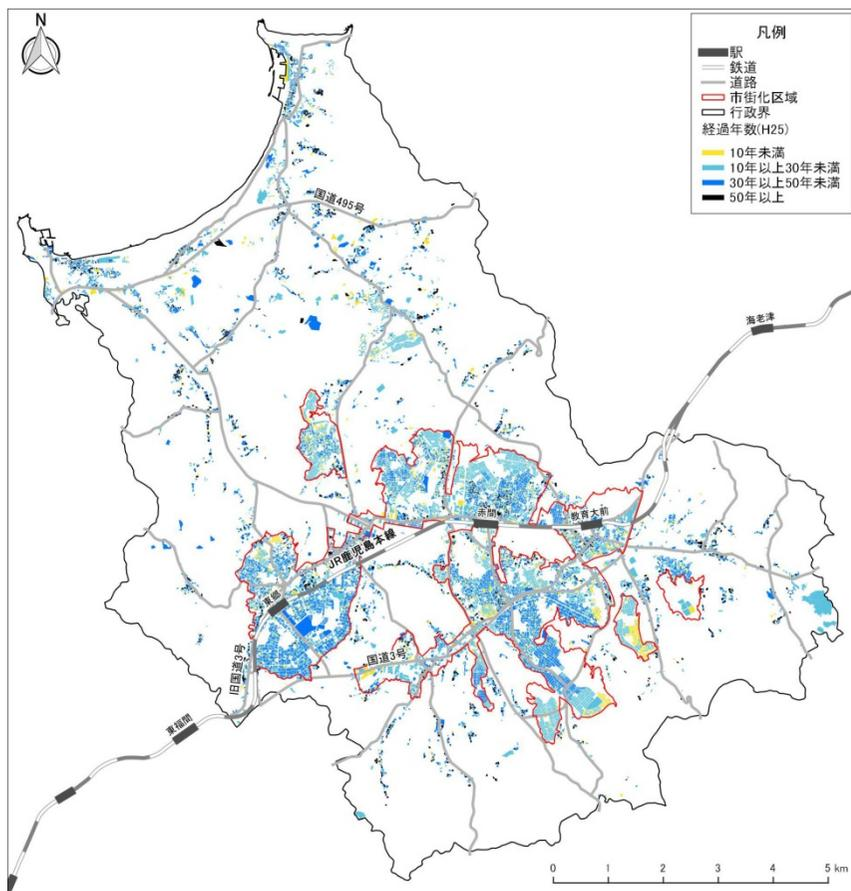 N
凡例
駅
鉄道
道路
市街化区域
行政界
経過年数(H25)
10年未満
10年以上30年未満
30年以上50年未満
50年以上
国道495号
海老津
赤間
教育大前
JR鹿児島本線
東郷
国道3号
旧国道3号
東福間
0 1 2 3 4 5 km